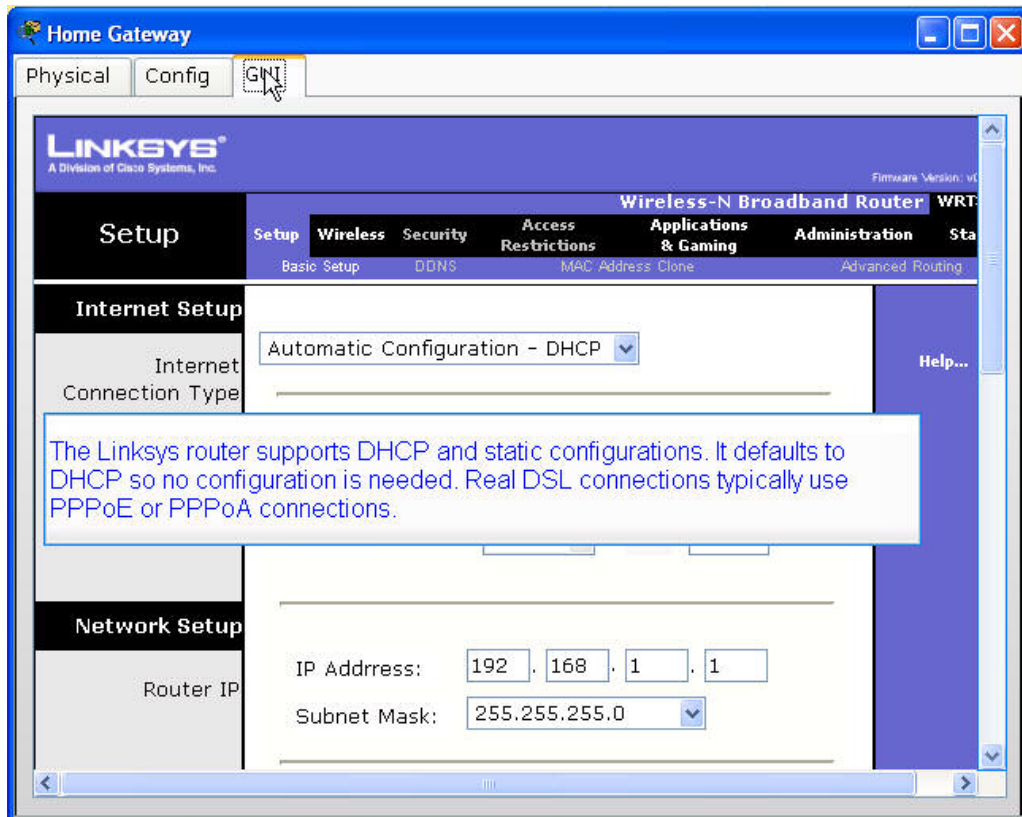 Home Gateway
Physical Config GUI
LINKSYS®
A Division of Cisco Systems, Inc.
Firmware Version:
Wireless-N Broadband Router WRT
Setup
Setup Wireless Security Access Restrictions Applications & Gaming Administration Sta
Basic Setup DDNS MAC Address Clone Advanced Routing
Internet Setup
Internet
Connection Type
Automatic Configuration - DHCP
Help...
The Linksys router supports DHCP and static configurations. It defaults to
DHCP so no configuration is needed. Real DSL connections typically use
PPPoE or PPPoA connections.
Network Setup
Router IP
IP Addrress: 192 . 168 . 1 . 1
Subnet Mask: 255.255.255.0